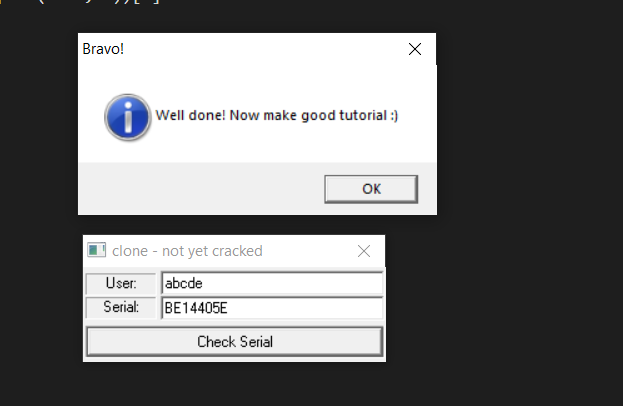 Bravo!
Well done! Now make good tutorial :)
OK
clone - not yet cracked
User: abcde
Serial: BE14405E
Check Serial